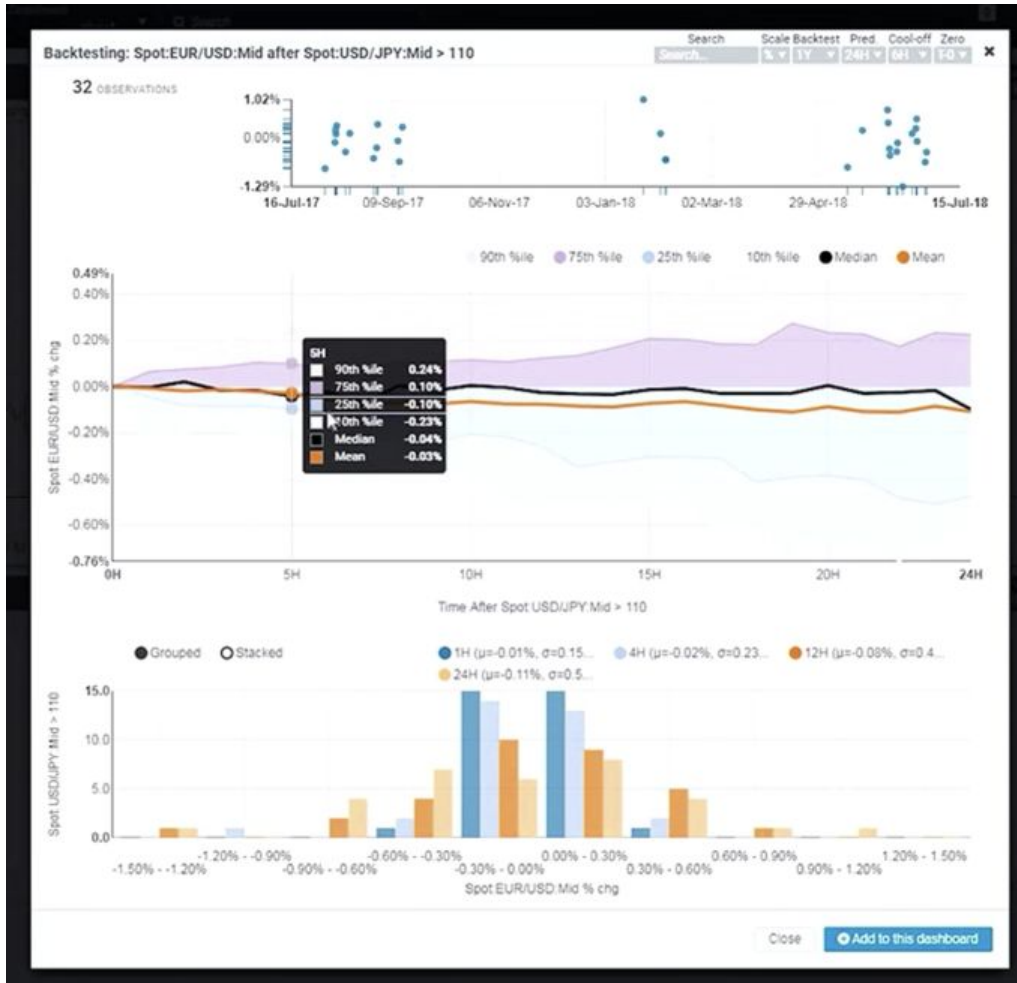 Search
Backtesting: Spot:EUR/USD:Mid after Spot:USD/JPY:Mid > 110
Search Scale Backtest Pred. Cool-off Zero
Search... % 1Y 24H 6H T-0 ×
32 OBSERVATIONS
1.02%
0.00%
-1.29%
16-Jul-17 09-Sep-17 06-Nov-17 03-Jan-18 02-Mar-18 29-Apr-18 15-Jul-18
90th %ile 75th %ile 25th %ile 10th %ile Median Mean
0.49%
0.40%
0.20%
0.00%
-0.20%
-0.40%
-0.60%
-0.76%
Spot EUR/USD:Mid % chg
5H
90th %ile 0.24%
75th %ile 0.10%
25th %ile -0.10%
10th %ile -0.23%
Median -0.04%
Mean -0.03%
0H 5H 10H 15H 20H 24H
Time After Spot USD/JPY:Mid > 110
Grouped Stacked
1H (μ=-0.01%, σ=0.15... 4H (μ=-0.02%, σ=0.23... 12H (μ=-0.08%, σ=0.4...
24H (μ=-0.11%, σ=0.5...
Spot USD/JPY Mid > 110
15.0
10.0
5.0
0.0
-1.20% - -0.90% -0.60% - -0.30% 0.00% - 0.30% 0.60% - 0.90% 1.20% - 1.50%
-1.50% - -1.20% -0.90% - -0.60% -0.30% - 0.00% 0.30% - 0.60% 0.90% - 1.20%
Spot EUR/USD:Mid % chg
Close Add to this dashboard